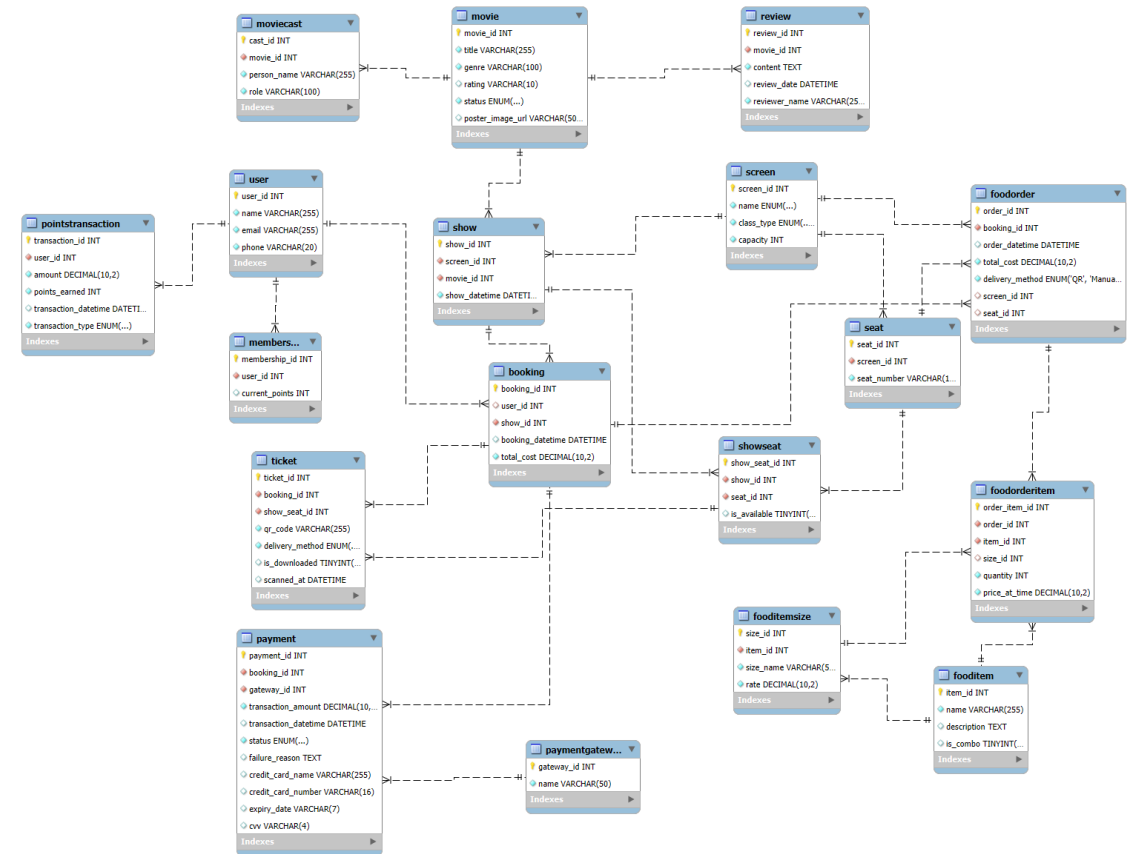 moviecast
cast_id INT
movie_id INT
person_name VARCHAR(255)
role VARCHAR(100)
Indexes
movie
movie_id INT
title VARCHAR(255)
genre VARCHAR(100)
rating VARCHAR(10)
status ENUM(...)
poster_image_url VARCHAR(50...
Indexes
review
review_id INT
movie_id INT
content TEXT
review_date DATETIME
reviewer_name VARCHAR(25...
Indexes
user
user_id INT
name VARCHAR(255)
email VARCHAR(255)
phone VARCHAR(20)
Indexes
screen
screen_id INT
name ENUM(...)
class_type ENUM(...
capacity INT
Indexes
foodorder
order_id INT
booking_id INT
order_datetime DATETIME
total_cost DECIMAL(10,2)
delivery_method ENUM('QR', 'Manua...
screen_id INT
seat_id INT
Indexes
pointstransaction
transaction_id INT
user_id INT
amount DECIMAL(10,2)
points_earned INT
transaction_datetime DATETI...
transaction_type ENUM(...)
Indexes
show
show_id INT
screen_id INT
movie_id INT
show_datetime DATETI...
Indexes
members...
membership_id INT
user_id INT
current_points INT
Indexes
seat
seat_id INT
screen_id INT
seat_number VARCHAR(1...
Indexes
booking
booking_id INT
user_id INT
show_id INT
booking_datetime DATETIME
total_cost DECIMAL(10,2)
Indexes
showseat
show_seat_id INT
show_id INT
seat_id INT
is_available TINYINT(...
Indexes
ticket
ticket_id INT
booking_id INT
show_seat_id INT
qr_code VARCHAR(255)
delivery_method ENUM(...
is_downloaded TINYINT(...
scanned_at DATETIME
Indexes
foodorderitem
order_item_id INT
order_id INT
item_id INT
size_id INT
quantity INT
price_at_time DECIMAL(10,2)
Indexes
fooditemsize
size_id INT
item_id INT
size_name VARCHAR(5...
rate DECIMAL(10,2)
Indexes
payment
payment_id INT
booking_id INT
gateway_id INT
transaction_amount DECIMAL(10,...
transaction_datetime DATETIME
status ENUM(...)
failure_reason TEXT
credit_card_name VARCHAR(255)
credit_card_number VARCHAR(16)
expiry_date VARCHAR(7)
cvv VARCHAR(4)
Indexes
fooditem
item_id INT
name VARCHAR(255)
description TEXT
is_combo TINYINT(...
Indexes
paymentgatew...
gateway_id INT
name VARCHAR(50)
Indexes